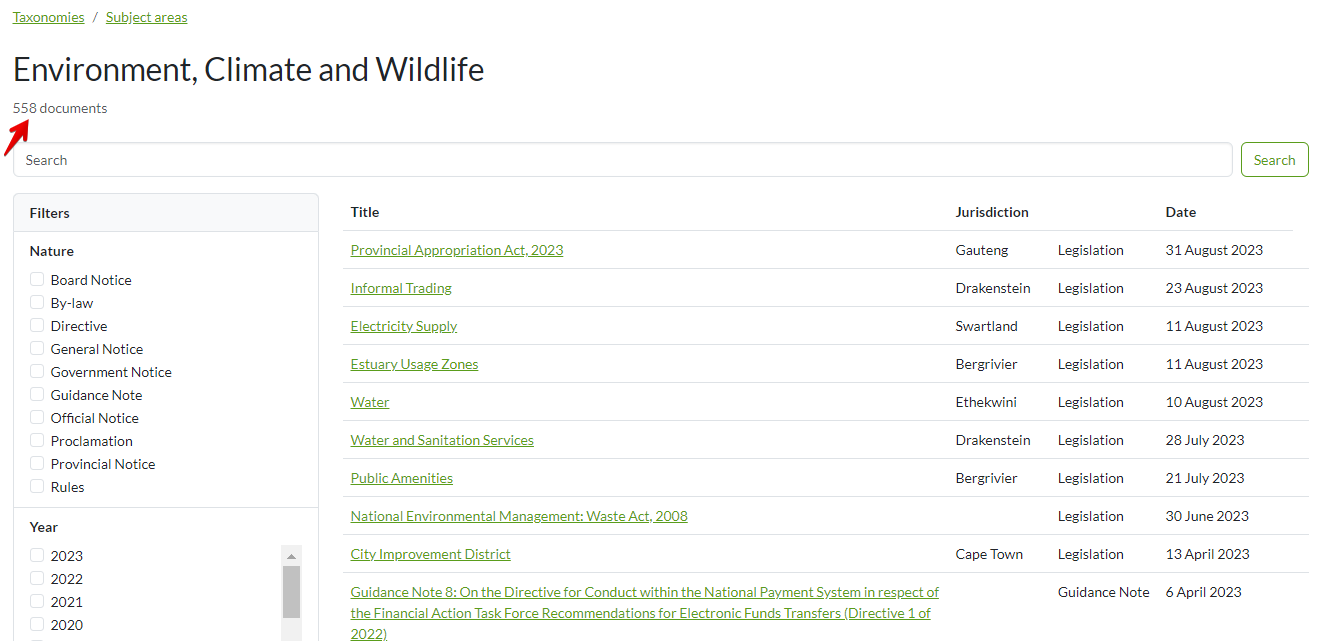 Taxonomies / Subject areas
Environment, Climate and Wildlife
558 documents
Search
Search
Filters
Nature
Board Notice
By-law
Directive
General Notice
Government Notice
Guidance Note
Official Notice
Proclamation
Provincial Notice
Rules
Year
2023
2022
2021
2020
Title Jurisdiction Date
Provincial Appropriation Act, 2023 Gauteng Legislation 31 August 2023
Informal Trading Drakenstein Legislation 23 August 2023
Electricity Supply Swartland Legislation 11 August 2023
Estuary Usage Zones Bergrivier Legislation 11 August 2023
Water Ethekwini Legislation 10 August 2023
Water and Sanitation Services Drakenstein Legislation 28 July 2023
Public Amenities Bergrivier Legislation 21 July 2023
National Environmental Management: Waste Act, 2008 Legislation 30 June 2023
City Improvement District Cape Town Legislation 13 April 2023
Guidance Note 8: On the Directive for Conduct within the National Payment System in respect of Guidance Note 6 April 2023
the Financial Action Task Force Recommendations for Electronic Funds Transfers (Directive 1 of
2022)